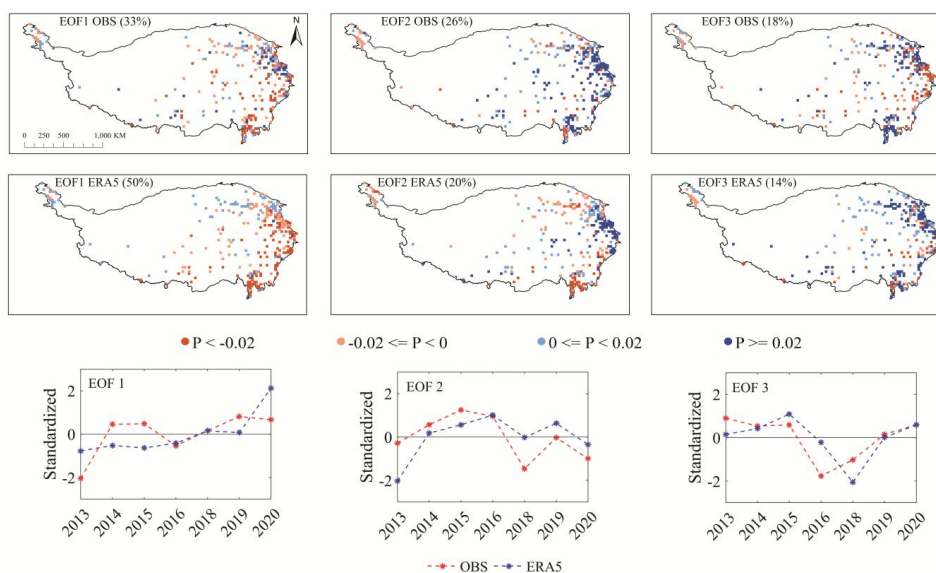 EOF1 OBS (33%)
N
0 250 500 1,000 KM
EOF2 OBS (26%)
EOF3 OBS (18%)
EOF1 ERA5 (50%)
EOF2 ERA5 (20%)
EOF3 ERA5 (14%)
P < -0.02
-0.02 <= P < 0
0 <= P < 0.02
P >= 0.02
EOF 1
Standardized
2
0
-2
2013 2014 2015 2016 2018 2019 2020
EOF 2
Standardized
2
0
-2
2013 2014 2015 2016 2018 2019 2020
EOF 3
Standardized
2
0
-2
2013 2014 2015 2016 2018 2019 2020
OBS ERA5